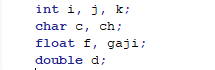 int i, j, k;
char c, ch;
float f, gaji;
double d;